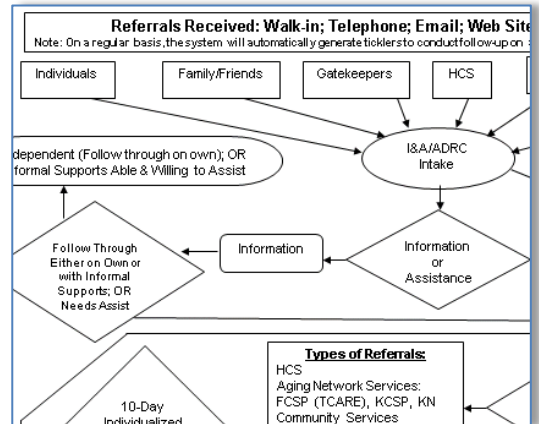 Referrals Received: Walk-in; Telephone; Email; Web Site
Note: On a regular basis, the system will automatically generate ticklers to conduct follow-up on
Individuals
Family/Friends
Gatekeepers
HCS
dependent (Follow through on own); OR
formal Supports Able & Willing to Assist
I&A/ADRC
Intake
Follow Through
Either on Own or
with Informal
Supports; OR
Needs Assist
Information
Information
or
Assistance
10-Day
Individualized
Types of Referrals:
HCS
Aging Network Services:
FCSP (TCARE), KCSP, KN
Community Services